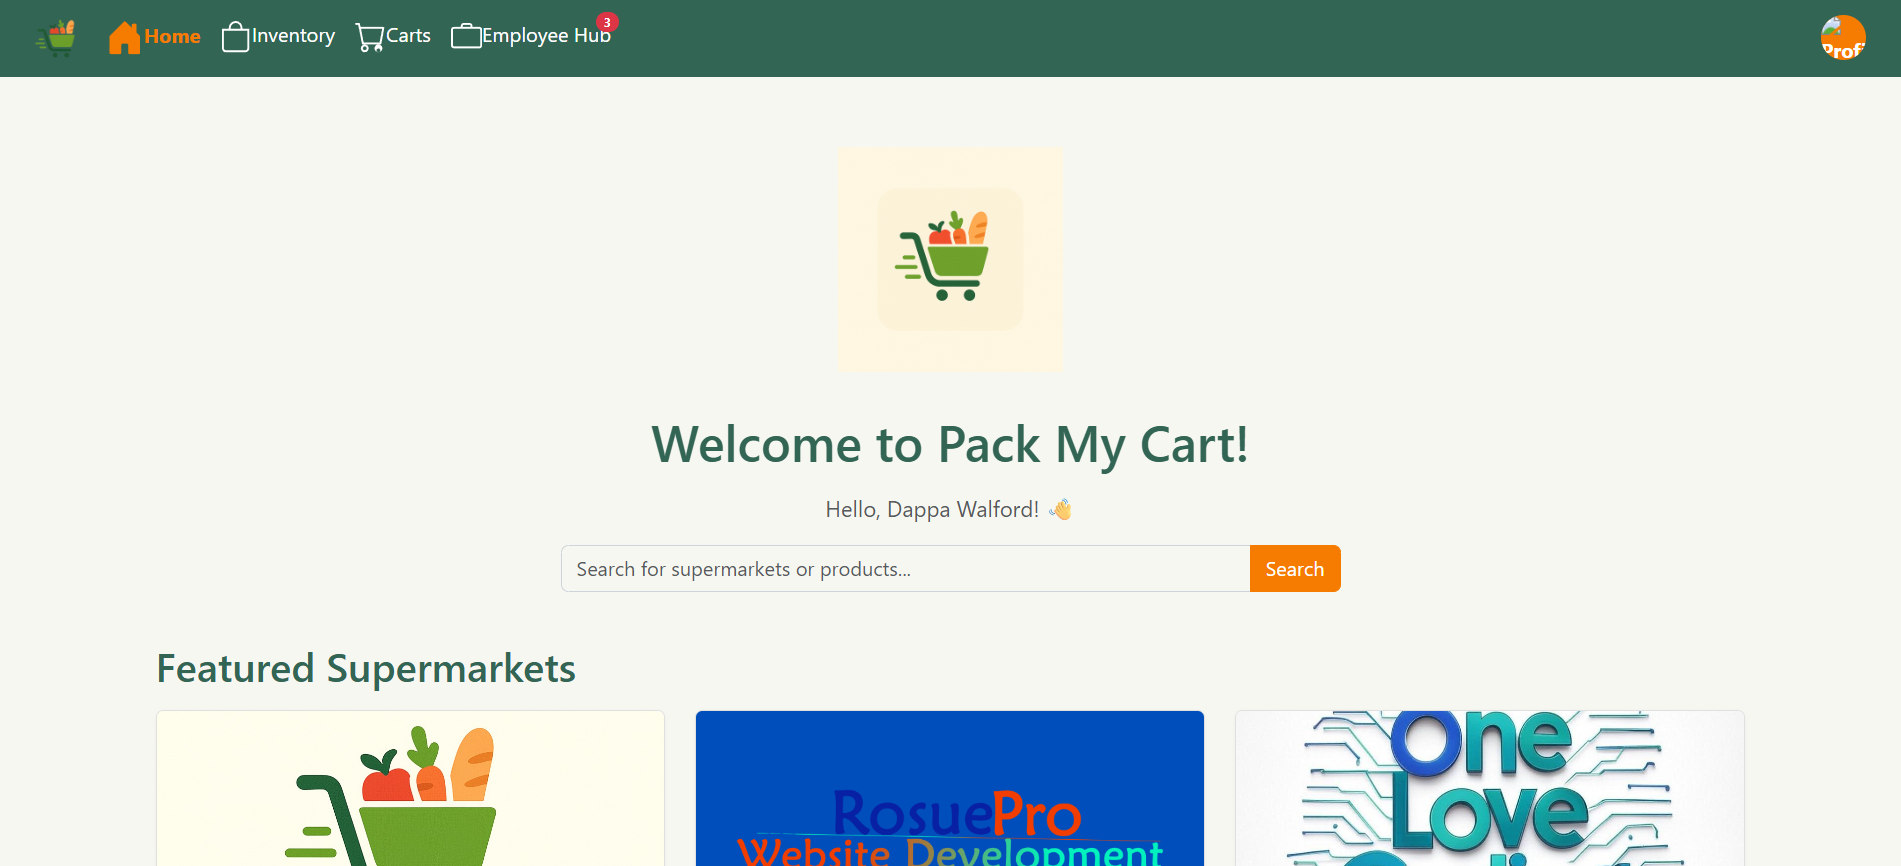 Home Inventory Carts Employee Hub 3
Profi
Welcome to Pack My Cart!
Hello, Dappa Walford! 👋
Search for supermarkets or products... Search
Featured Supermarkets
RosuePro
Website Development
One
Love